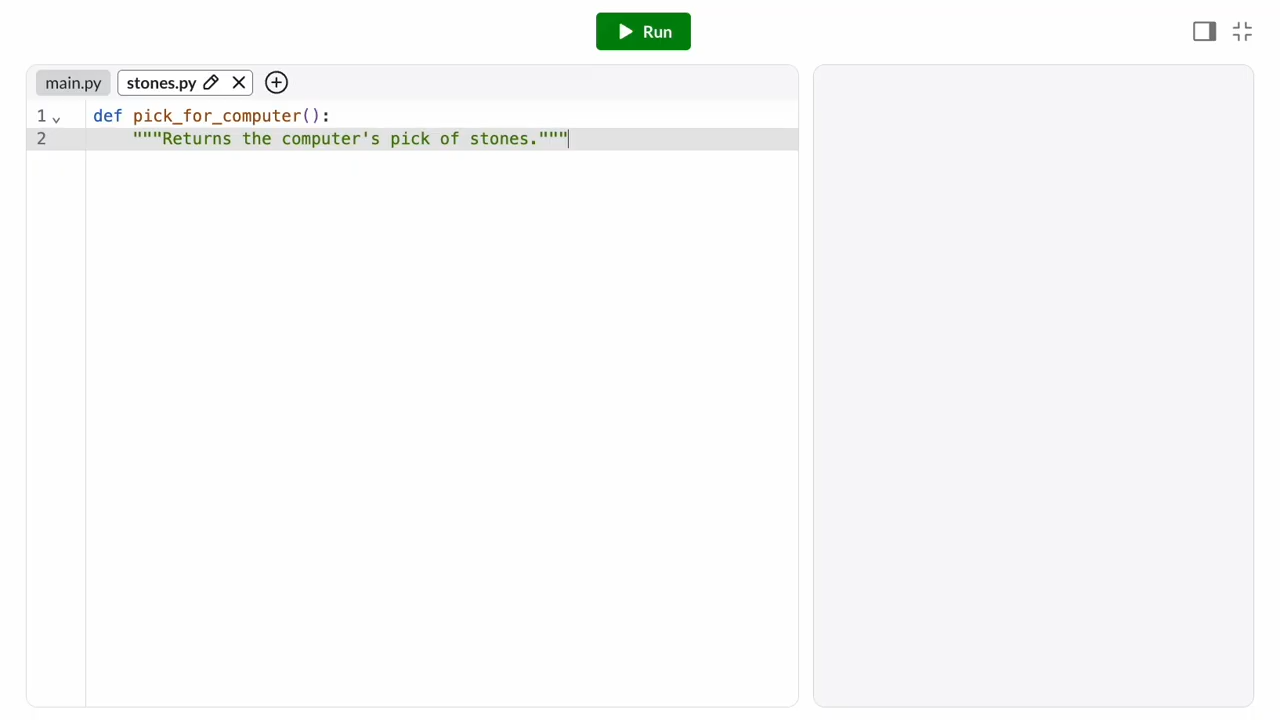 Run
main.py stones.py
1 def pick_for_computer():
2 """Returns the computer's pick of stones."""